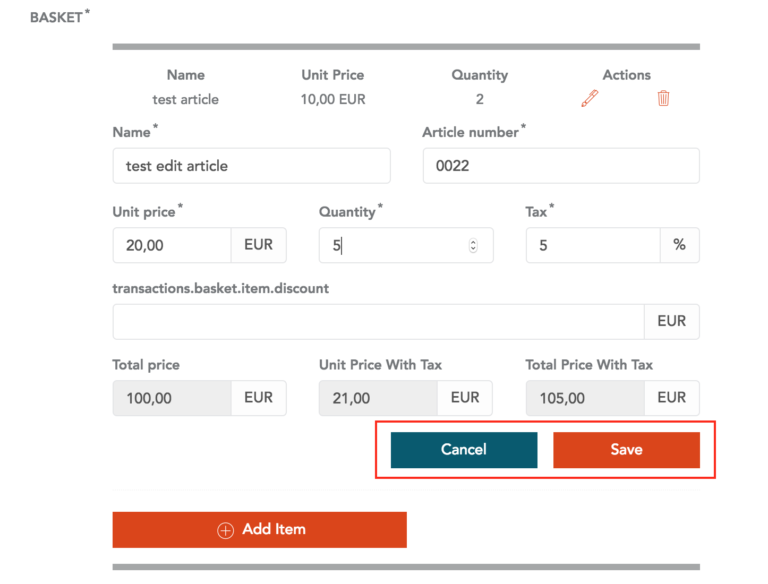 BASKET*
Name Unit Price Quantity Actions
test article 10,00 EUR 2
Name* Article number*
test edit article 0022
Unit price* Quantity* Tax*
20,00 EUR 5 5 %
transactions.basket.item.discount
EUR
Total price Unit Price With Tax Total Price With Tax
100,00 EUR 21,00 EUR 105,00 EUR
Cancel Save
Add Item